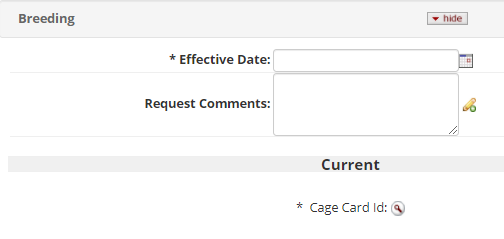 Breeding hide
* Effective Date:
Request Comments:
Current
* Cage Card Id: